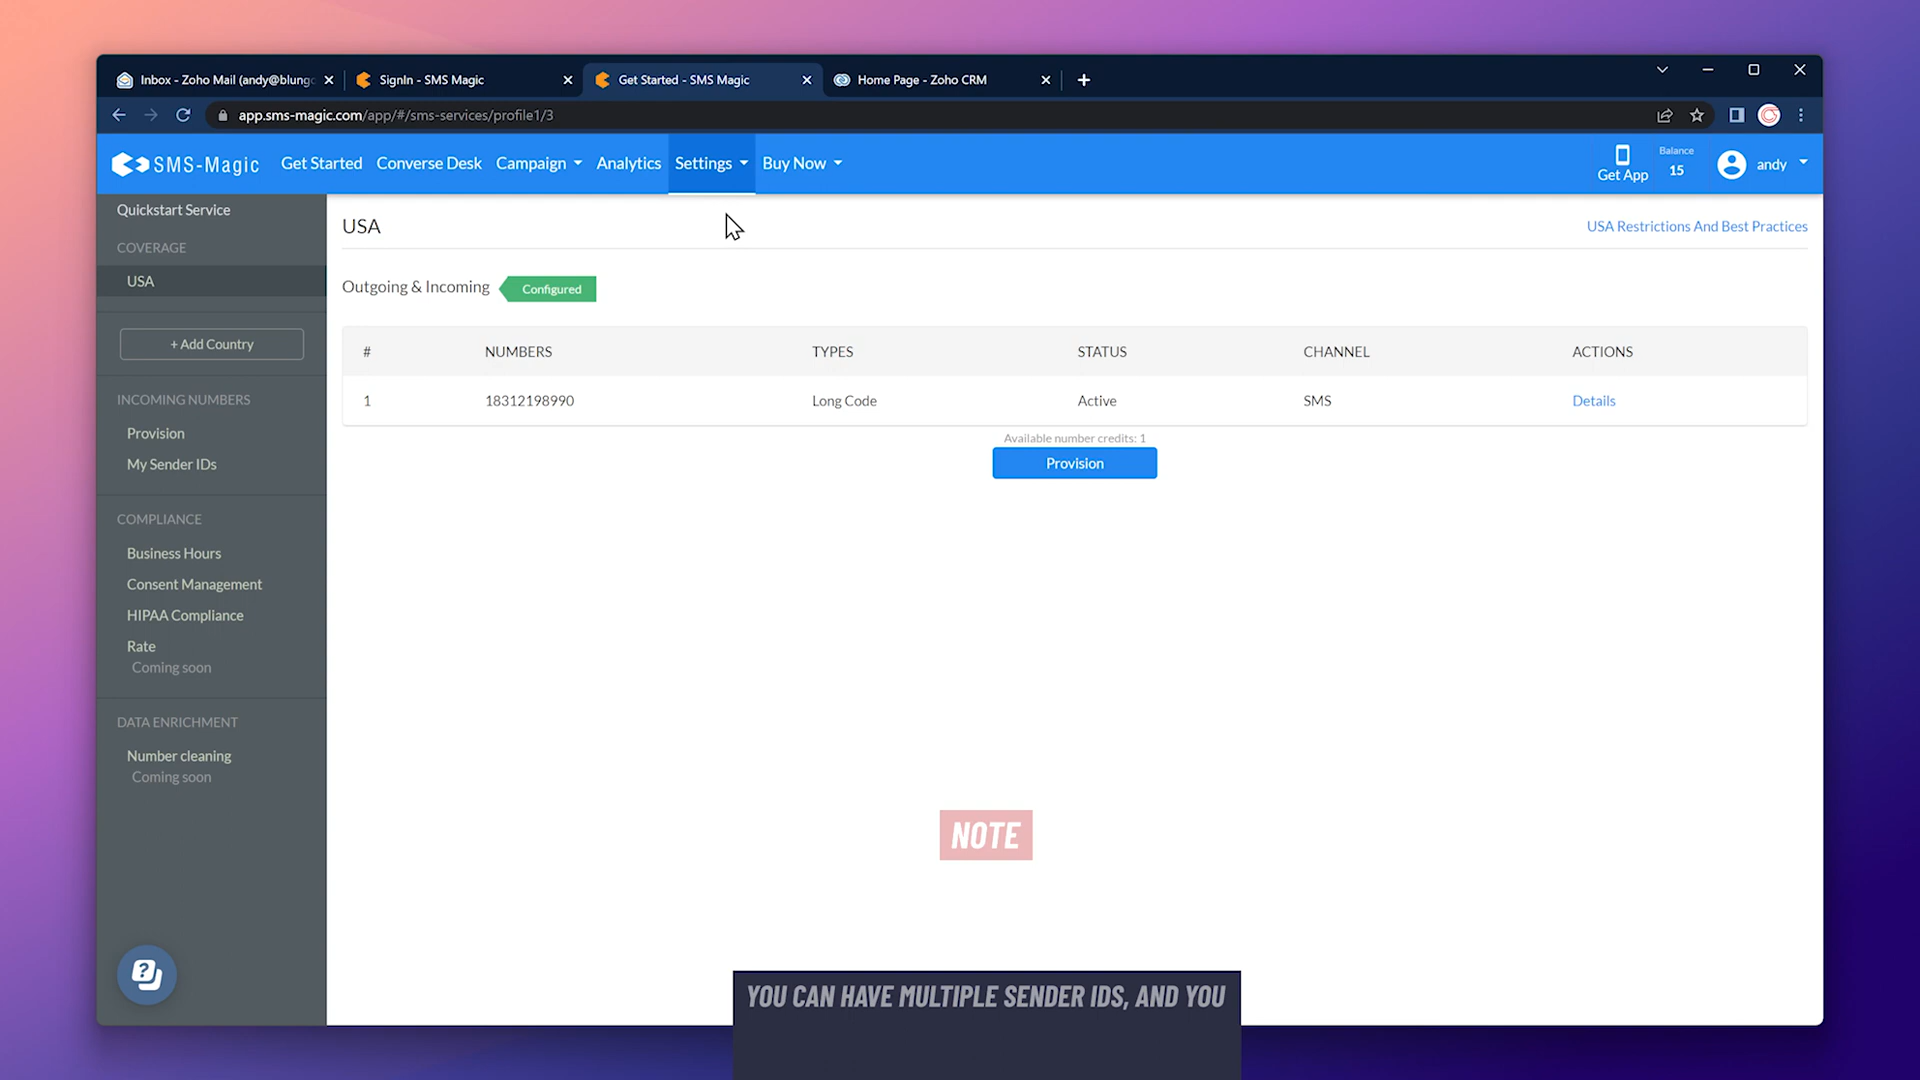 Inbox - Zoho Mail (andy@blungo
SignIn - SMS Magic
Get Started - SMS Magic
Home Page - Zoho CRM
app.sms-magic.com/app/#/sms-services/profile1/3
SMS-Magic
Get Started
Converse Desk
Campaign
Analytics
Settings
Buy Now
Get App
Balance
15
andy
Quickstart Service
COVERAGE
USA
+ Add Country
INCOMING NUMBERS
Provision
My Sender IDs
COMPLIANCE
Business Hours
Consent Management
HIPAA Compliance
Rate
Coming soon
DATA ENRICHMENT
Number cleaning
Coming soon
USA
USA Restrictions And Best Practices
Outgoing & Incoming
Configured
# NUMBERS TYPES STATUS CHANNEL ACTIONS
1 18312198990 Long Code Active SMS Details
Available number credits: 1
Provision
NOTE
YOU CAN HAVE MULTIPLE SENDER IDS, AND YOU